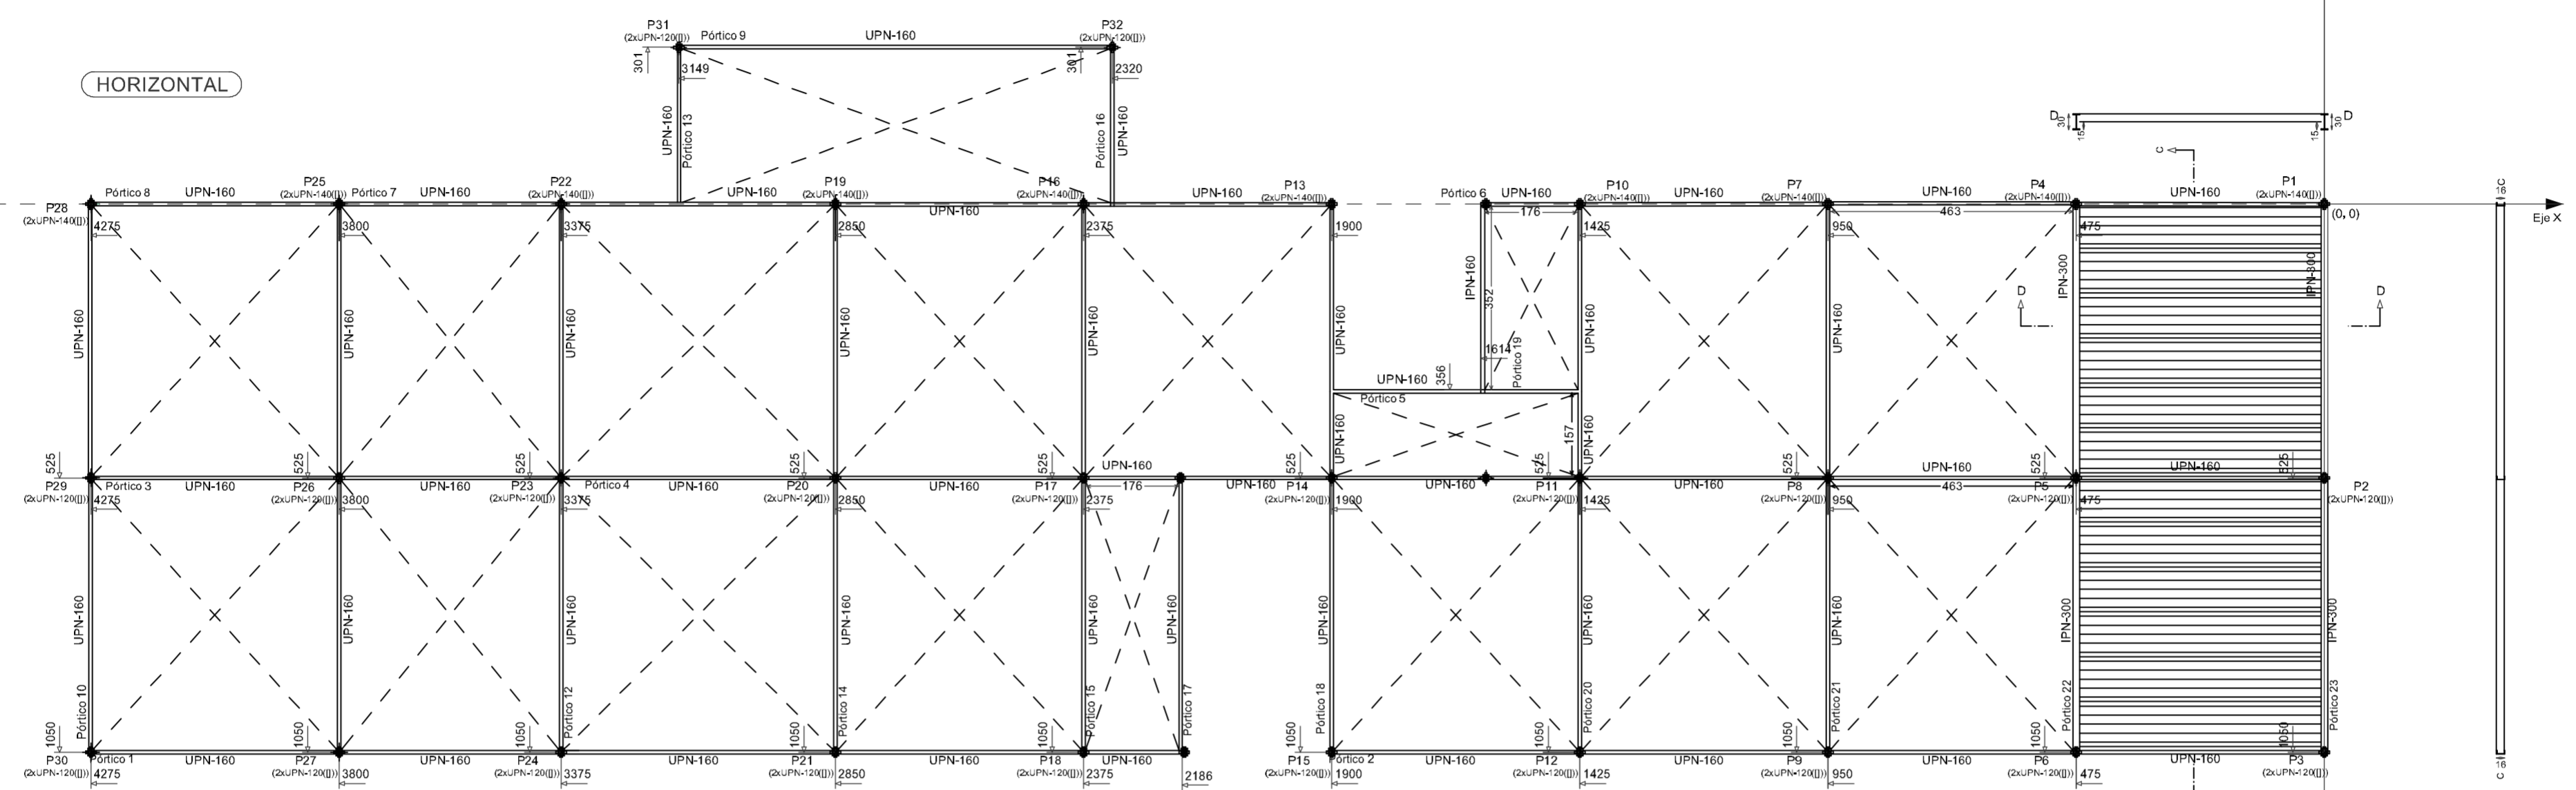 P31
(2xUPN-120([]))
Pórtico 9
UPN-160
P32
(2xUPN-120([]))
301
3149
301
2320
HORIZONTAL
UPN-160
Pórtico 13
Pórtico 16
UPN-160
D
30
15
15
30
D
C
C
16
P28
(2xUPN-140([]))
Pórtico 8
UPN-160
P25
(2xUPN-140([]))
Pórtico 7
UPN-160
P22
(2xUPN-140([]))
UPN-160
P19
(2xUPN-140([]))
UPN-160
P16
(2xUPN-140([]))
UPN-160
P13
(2xUPN-140([]))
Pórtico 6
UPN-160
176
P10
(2xUPN-140([]))
UPN-160
P7
(2xUPN-140([]))
UPN-160
463
P4
(2xUPN-140([]))
UPN-160
P1
(2xUPN-140([]))
(0, 0)
Eje X
4275
3800
3375
2850
2375
1900
1425
950
475
UPN-160
UPN-160
UPN-160
UPN-160
UPN-160
UPN-160
IPN-160
352
1614
Pórtico 19
UPN-160
UPN-160
IPN-300
IPN-300
D
D
UPN-160
356
Pórtico 5
UPN-160
157
UPN-160
525
525
525
525
525
525
525
525
525
525
P29
(2xUPN-120([]))
Pórtico 3
UPN-160
P26
(2xUPN-120([]))
UPN-160
P23
(2xUPN-120([]))
Pórtico 4
UPN-160
P20
(2xUPN-120([]))
UPN-160
P17
(2xUPN-120([]))
UPN-160
176
UPN-160
P14
(2xUPN-120([]))
UPN-160
P11
(2xUPN-120([]))
UPN-160
P8
(2xUPN-120([]))
UPN-160
463
P5
(2xUPN-120([]))
UPN-160
P2
(2xUPN-120([]))
4275
3800
3375
2850
2375
1900
1425
950
475
UPN-160
UPN-160
UPN-160
UPN-160
UPN-160
UPN-160
UPN-160
UPN-160
UPN-160
IPN-300
IPN-300
Pórtico 10
Pórtico 12
Pórtico 14
Pórtico 15
Pórtico 17
Pórtico 18
Pórtico 20
Pórtico 21
Pórtico 22
Pórtico 23
1050
1050
1050
1050
1050
1050
1050
1050
1050
1050
P30
(2xUPN-120([]))
Pórtico 1
UPN-160
P27
(2xUPN-120([]))
UPN-160
P24
(2xUPN-120([]))
UPN-160
P21
(2xUPN-120([]))
UPN-160
P18
(2xUPN-120([]))
UPN-160
P15
(2xUPN-120([]))
Pórtico 2
UPN-160
P12
(2xUPN-120([]))
UPN-160
P9
(2xUPN-120([]))
UPN-160
P6
(2xUPN-120([]))
UPN-160
P3
(2xUPN-120([]))
4275
3800
3375
2850
2375
2186
1900
1425
950
475
16
C